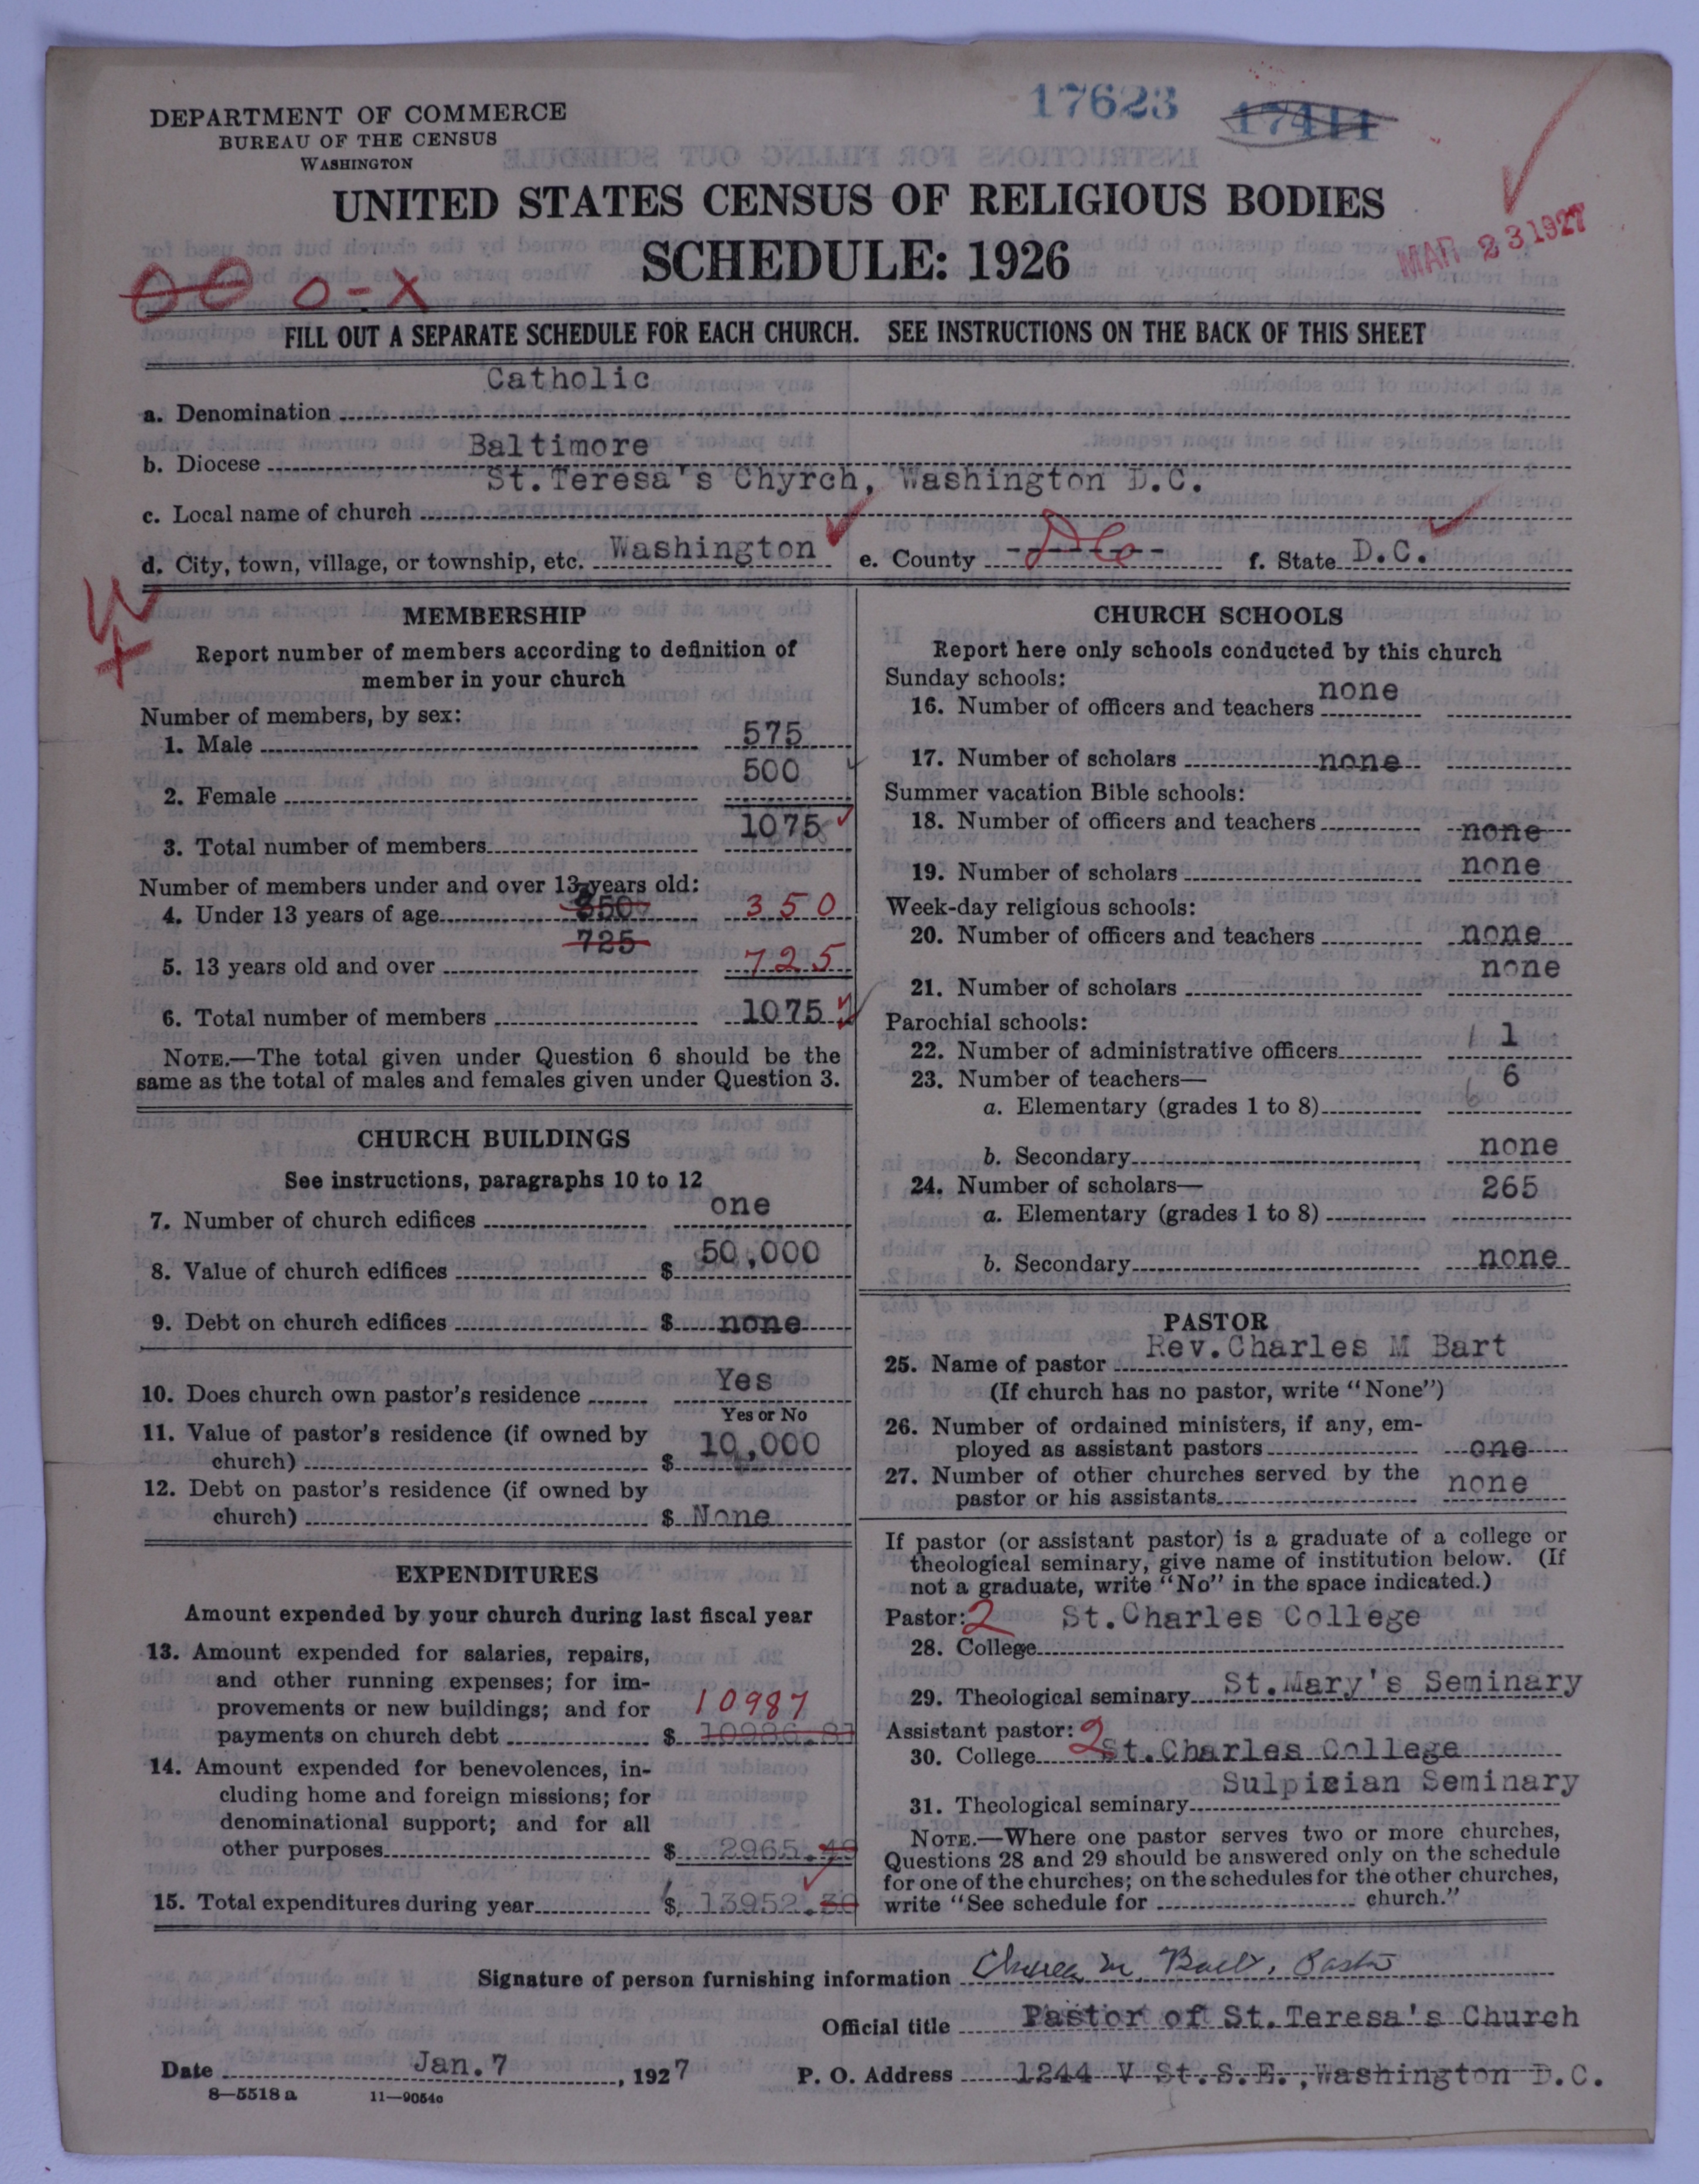 17623 17411
DEPARTMENT OF COMMERCE
BUREAU OF THE CENSUS
WASHINGTON
UNITED STATES CENSUS OF RELIGIOUS BODIES
SCHEDULE: 1926
MAR 23 1927
O-X
FILL OUT A SEPARATE SCHEDULE FOR EACH CHURCH. SEE INSTRUCTIONS ON THE BACK OF THIS SHEET
a. Denomination Catholic
b. Diocese Baltimore
c. Local name of church St.Teresa's Chyrch, Washington D.C.
d. City, town, village, or township, etc. Washington e. County ----- f. State D.C.
MEMBERSHIP
Report number of members according to definition of
member in your church
Number of members, by sex:
1. Male 575
2. Female 500
3. Total number of members 1075
Number of members under and over 13 years old:
4. Under 13 years of age 350 350
5. 13 years old and over 725 725
6. Total number of members 1075
NOTE.—The total given under Question 6 should be the
same as the total of males and females given under Question 3.
CHURCH BUILDINGS
See instructions, paragraphs 10 to 12
7. Number of church edifices one
8. Value of church edifices $ 50,000
9. Debt on church edifices $ none
10. Does church own pastor's residence Yes
Yes or No
11. Value of pastor's residence (if owned by
church) $ 10,000
12. Debt on pastor's residence (if owned by
church) $ None
EXPENDITURES
Amount expended by your church during last fiscal year
13. Amount expended for salaries, repairs,
and other running expenses; for im-
provements or new buildings; and for 10987
payments on church debt $ 10986.81
14. Amount expended for benevolences, in-
cluding home and foreign missions; for
denominational support; and for all
other purposes $ 2965.49
15. Total expenditures during year $ 13952.30
CHURCH SCHOOLS
Report here only schools conducted by this church
Sunday schools:
16. Number of officers and teachers none
17. Number of scholars none
Summer vacation Bible schools:
18. Number of officers and teachers none
19. Number of scholars none
Week-day religious schools:
20. Number of officers and teachers none
21. Number of scholars none
Parochial schools:
22. Number of administrative officers 1
23. Number of teachers—
a. Elementary (grades 1 to 8) 6
b. Secondary none
24. Number of scholars—
a. Elementary (grades 1 to 8) 265
b. Secondary none
PASTOR
25. Name of pastor Rev.Charles M Bart
(If church has no pastor, write "None")
26. Number of ordained ministers, if any, em-
ployed as assistant pastors one
27. Number of other churches served by the
pastor or his assistants none
If pastor (or assistant pastor) is a graduate of a college or
theological seminary, give name of institution below. (If
not a graduate, write "No" in the space indicated.)
Pastor: 2
28. College St.Charles College
29. Theological seminary St.Mary's Seminary
Assistant pastor: 2
30. College St.Charles College
31. Theological seminary Sulpician Seminary
NOTE.—Where one pastor serves two or more churches,
Questions 28 and 29 should be answered only on the schedule
for one of the churches; on the schedules for the other churches,
write "See schedule for church."
Signature of person furnishing information Charles M. Bart, Pastor
Official title Pastor of St.Teresa's Church
Date Jan.7, 1927 P. O. Address 1244 V St.S.E.,Washington D.C.
8—5518 a 11—9054c